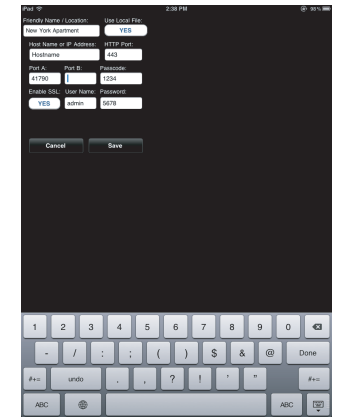 iPad 2:38 PM 98%
Friendly Name / Location: Use Local File:
New York Apartment YES
Host Name or IP Address: HTTP Port:
Hostname 443
Port A: Port B: Passcode:
41790 1234
Enable SSL: User Name: Password:
YES admin 5678
Cancel Save
1 2 3 4 5 6 7 8 9 0
- / : ; ( ) $ & @ Done
#+= undo . , ? ! ' " #+=
ABC ABC